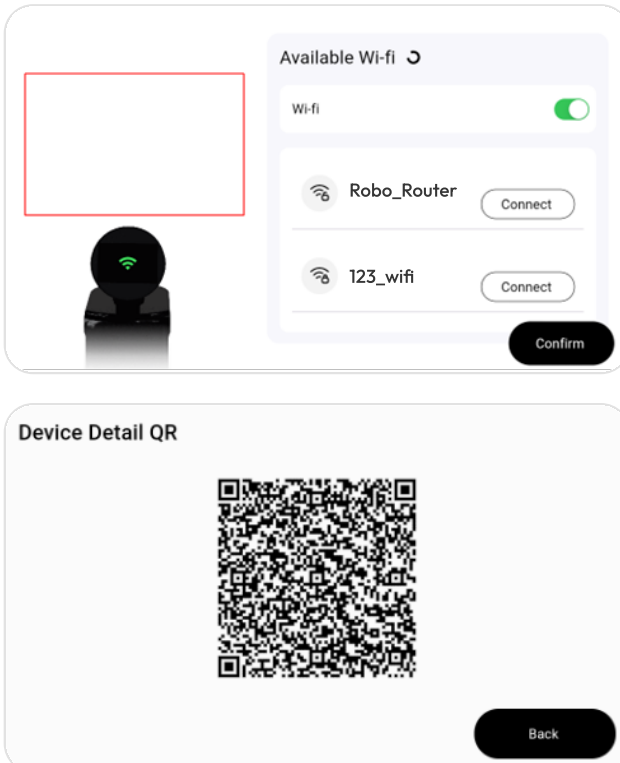 Available Wi-fi
Wi-fi
Robo_Router
Connect
123_wifi
Connect
Confirm
Device Detail QR
Back